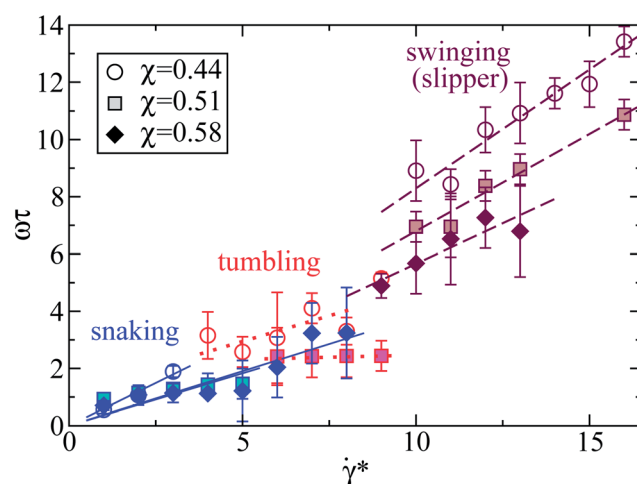 14
12
10
8
6
4
2
0
ωτ
χ=0.44
χ=0.51
χ=0.58
swinging
(slipper)
tumbling
snaking
0 5 10 15
γ̇*